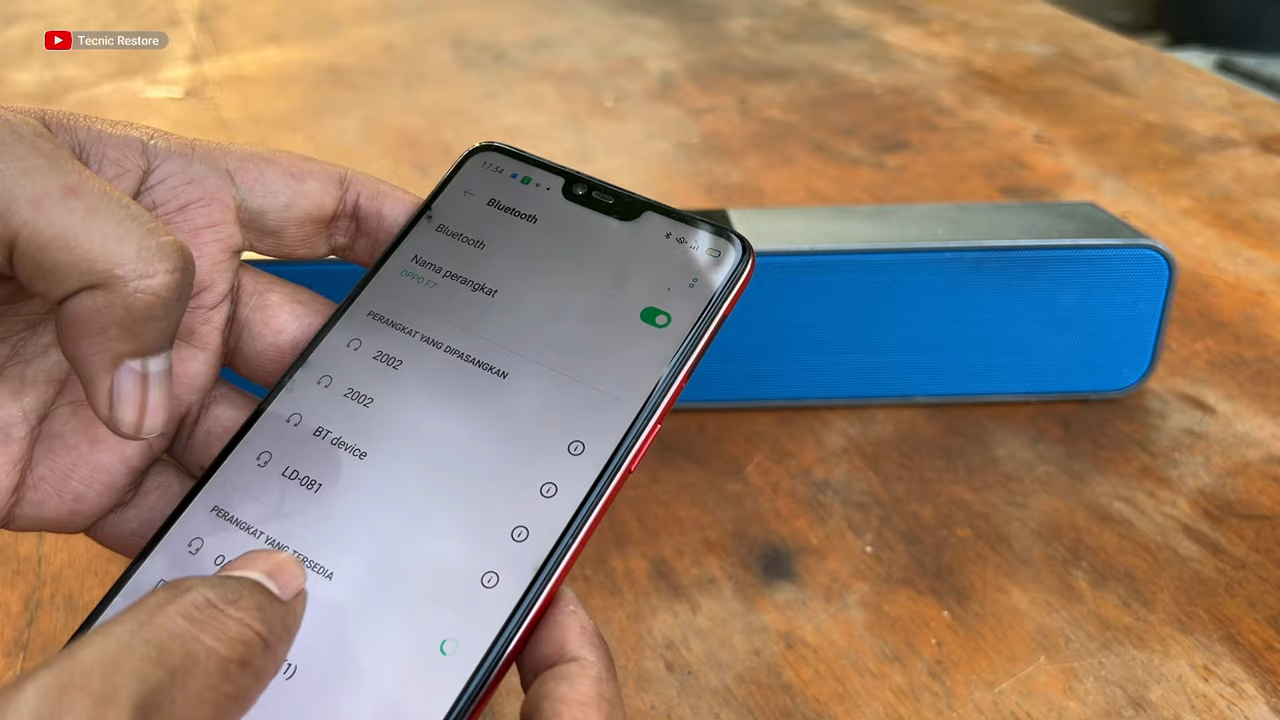 Tecnic Restore
17.34
Bluetooth
Bluetooth
Nama perangkat
OPPO F7
PERANGKAT YANG DIPASANGKAN
2002
2002
BT device
LD-081
PERANGKAT YANG TERSEDIA